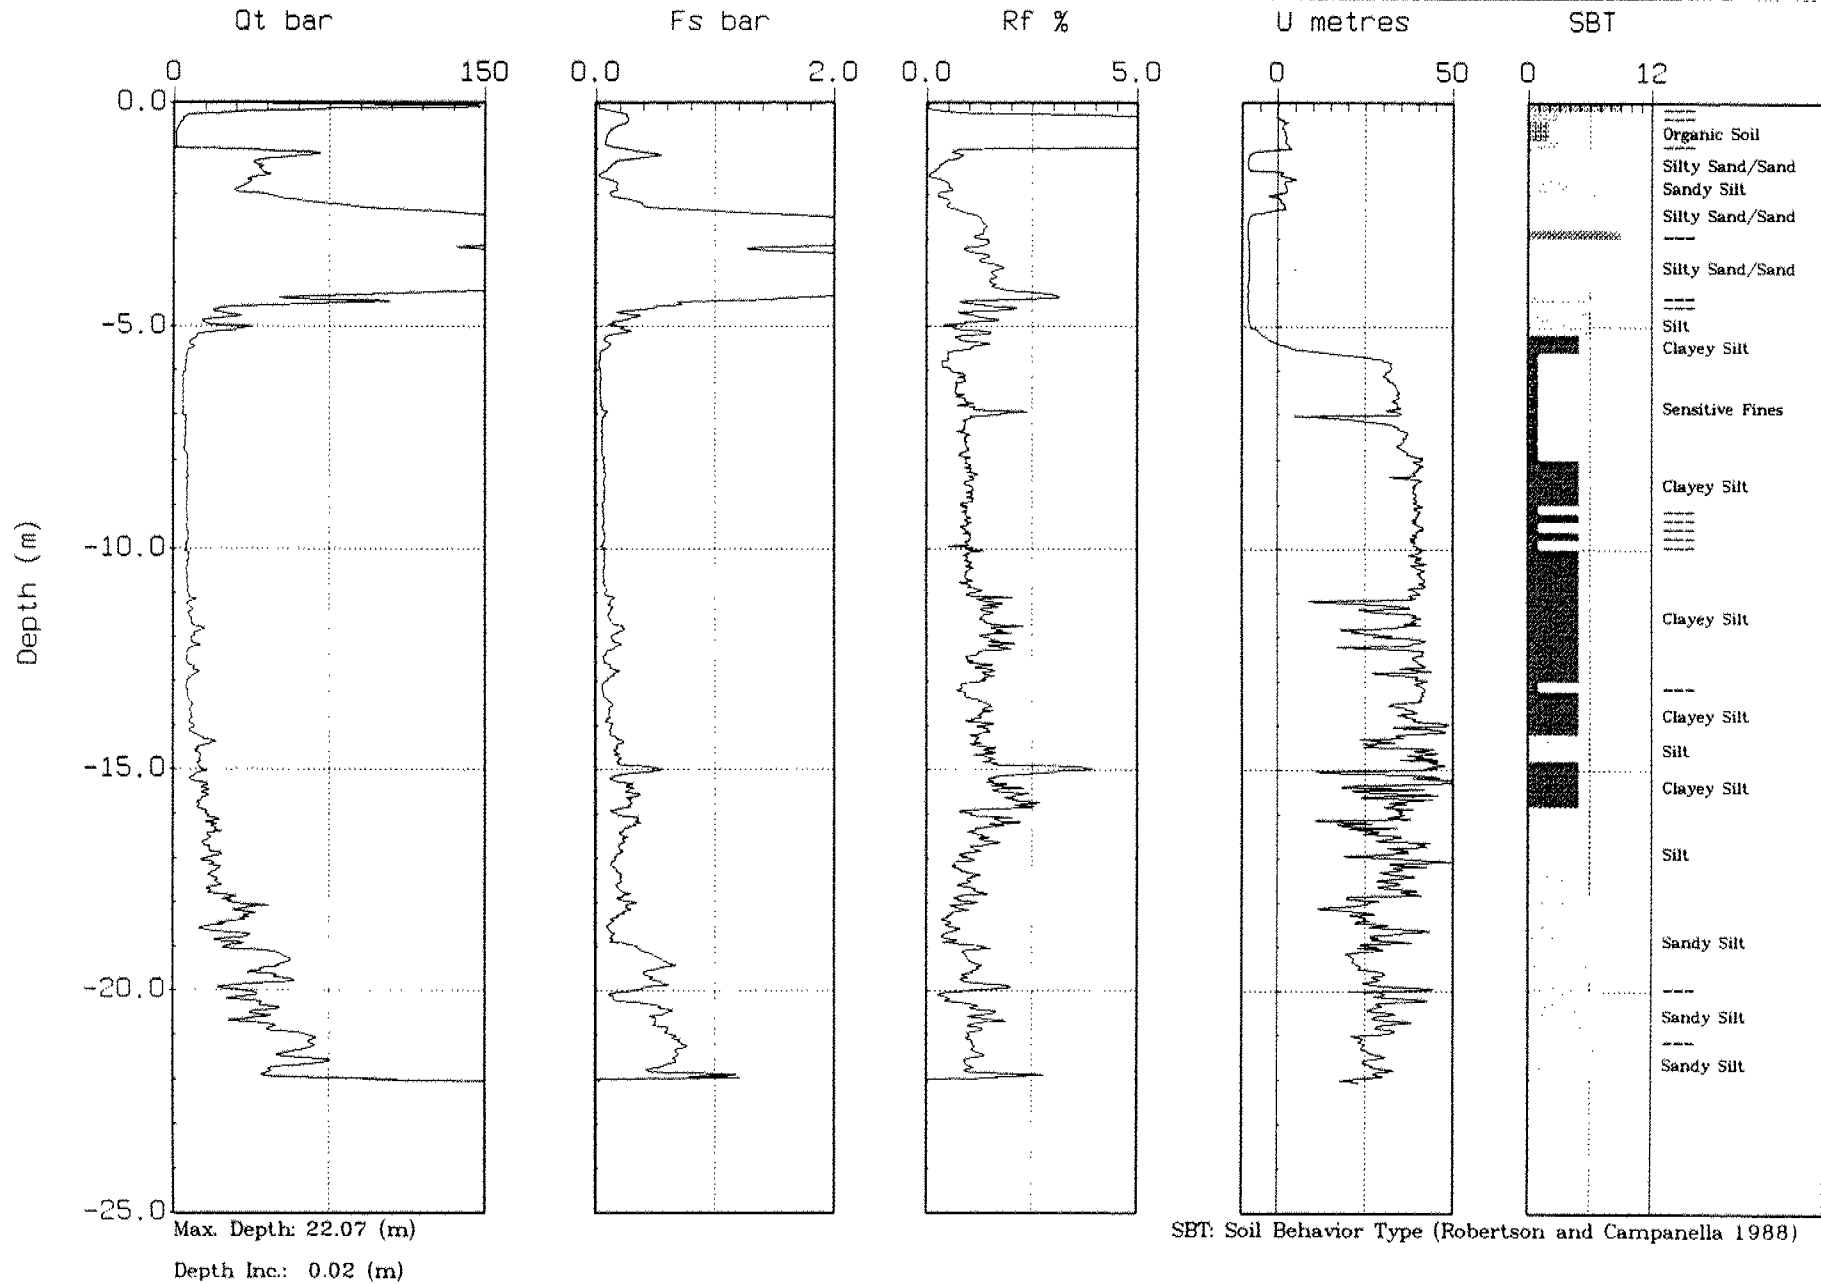 Qt bar Fs bar Rf % U metres SBT
0 150 0.0 2.0 0.0 5.0 0 50 0 12
0.0
Organic Soil
Silty Sand/Sand
Sandy Silt
Silty Sand/Sand
Silty Sand/Sand
-5.0 Silt
Clayey Silt
Sensitive Fines
Clayey Silt
Depth (m)
-10.0
Clayey Silt
Clayey Silt
Silt
-15.0
Clayey Silt
Silt
Sandy Silt
-20.0
Sandy Silt
Sandy Silt
-25.0
Max. Depth: 22.07 (m) SBT: Soil Behavior Type (Robertson and Campanella 1988)
Depth Inc.: 0.02 (m)